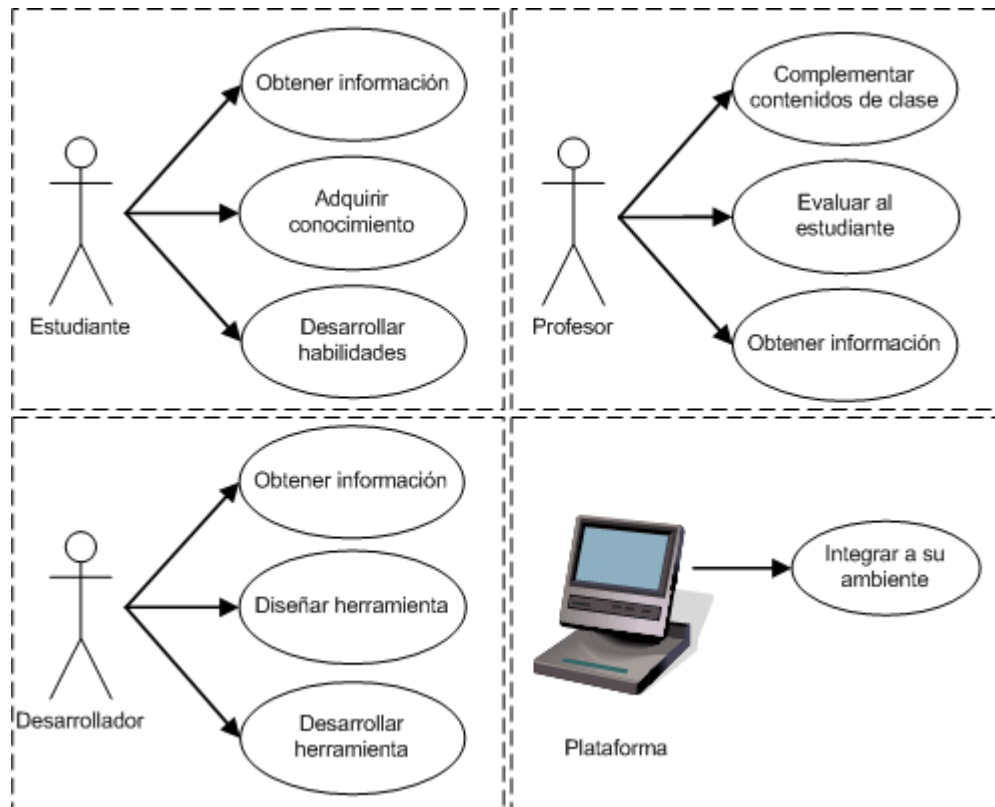 Obtener información
Adquirir
conocimiento
Desarrollar
habilidades
Estudiante
Complementar
contenidos de clase
Evaluar al
estudiante
Obtener información
Profesor
Obtener información
Diseñar herramienta
Desarrollar
herramienta
Desarrollador
Integrar a su
ambiente
Plataforma